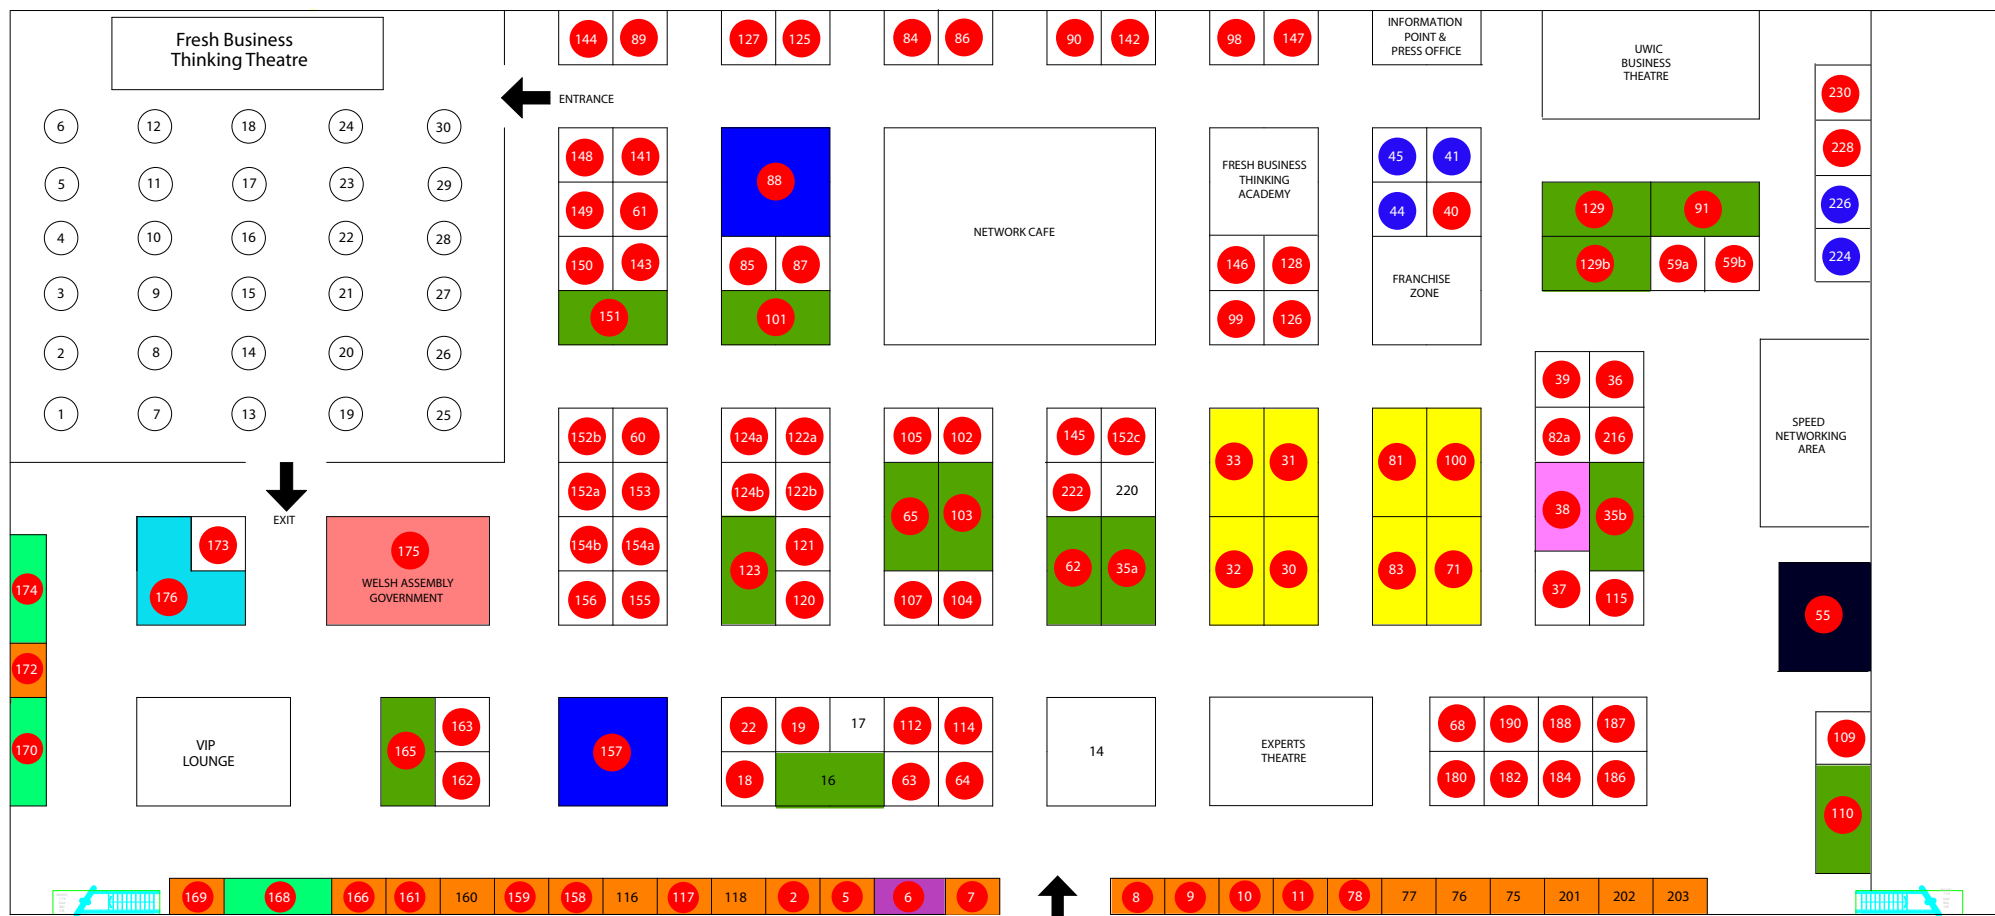 Fresh Business
Thinking Theatre
144 89 127 125 84 86 90 142 98 147
INFORMATION
POINT &
PRESS OFFICE
UWIC
BUSINESS
THEATRE
ENTRANCE
6 12 18 24 30
5 11 17 23 29
4 10 16 22 28
3 9 15 21 27
2 8 14 20 26
1 7 13 19 25
EXIT
148 141
149 61
150 143
151
88
85 87
101
NETWORK CAFE
FRESH BUSINESS
THINKING
ACADEMY
146 128
99 126
45 41
44 40
FRANCHISE
ZONE
129 91
129b 59a 59b
230
228
226
224
152b 60
152a 153
154b 154a
156 155
124a 122a
124b 122b
123 121
120
105 102
65 103
107 104
145 152c
222 220
62 35a
33 31
32 30
81 100
83 71
39 36
82a 216
38 35b
37 115
SPEED
NETWORKING
AREA
55
173
176
175
WELSH ASSEMBLY
GOVERNMENT
174
172
170
VIP
LOUNGE
165 163
162
157
22 19 17 112 114
18 16 63 64
14
EXPERTS
THEATRE
68 190 188 187
180 182 184 186
109
110
169 168 166 161 160 159 158 116 117 118 2 5 6 7
8 9 10 11 78 77 76 75 201 202 203